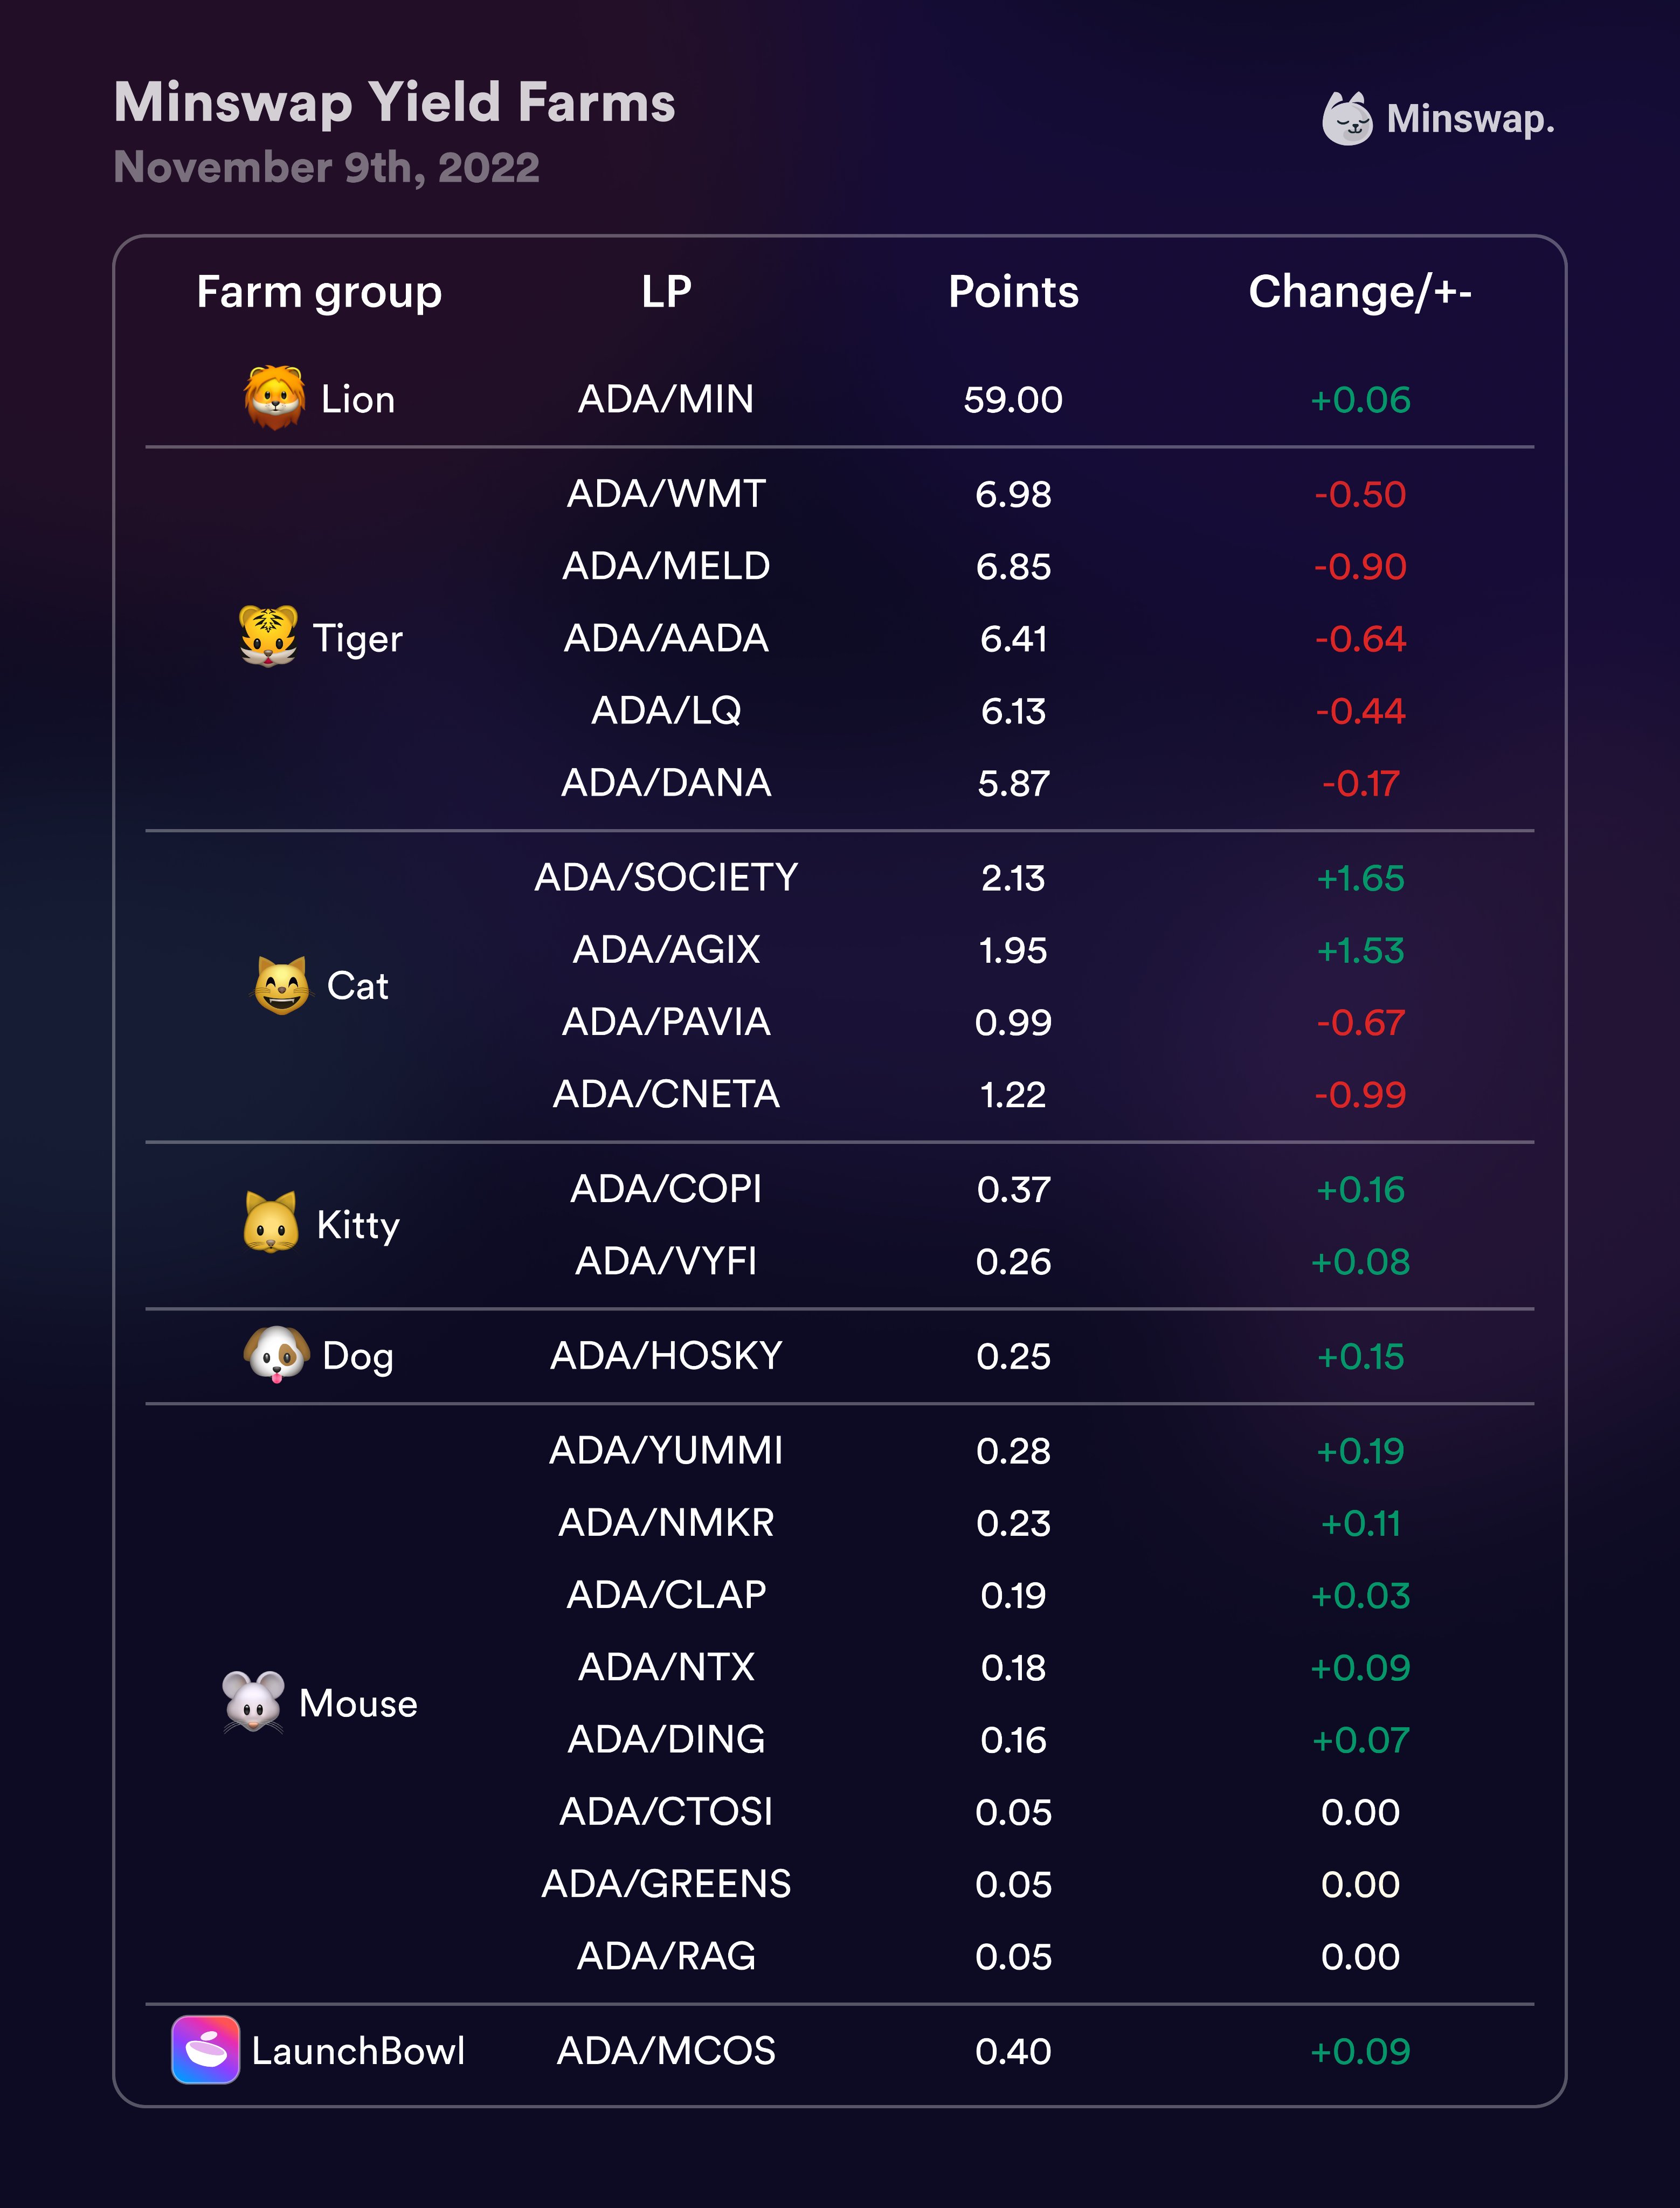 Minswap Yield Farms
November 9th, 2022
Minswap.
Farm group LP Points Change/+-
Lion ADA/MIN 59.00 +0.06
ADA/WMT 6.98 -0.50
ADA/MELD 6.85 -0.90
Tiger ADA/AADA 6.41 -0.64
ADA/LQ 6.13 -0.44
ADA/DANA 5.87 -0.17
ADA/SOCIETY 2.13 +1.65
ADA/AGIX 1.95 +1.53
Cat
ADA/PAVIA 0.99 -0.67
ADA/CNETA 1.22 -0.99
ADA/COPI 0.37 +0.16
Kitty
ADA/VYFI 0.26 +0.08
Dog ADA/HOSKY 0.25 +0.15
ADA/YUMMI 0.28 +0.19
ADA/NMKR 0.23 +0.11
ADA/CLAP 0.19 +0.03
ADA/NTX 0.18 +0.09
Mouse
ADA/DING 0.16 +0.07
ADA/CTOSI 0.05 0.00
ADA/GREENS 0.05 0.00
ADA/RAG 0.05 0.00
LaunchBowl ADA/MCOS 0.40 +0.09